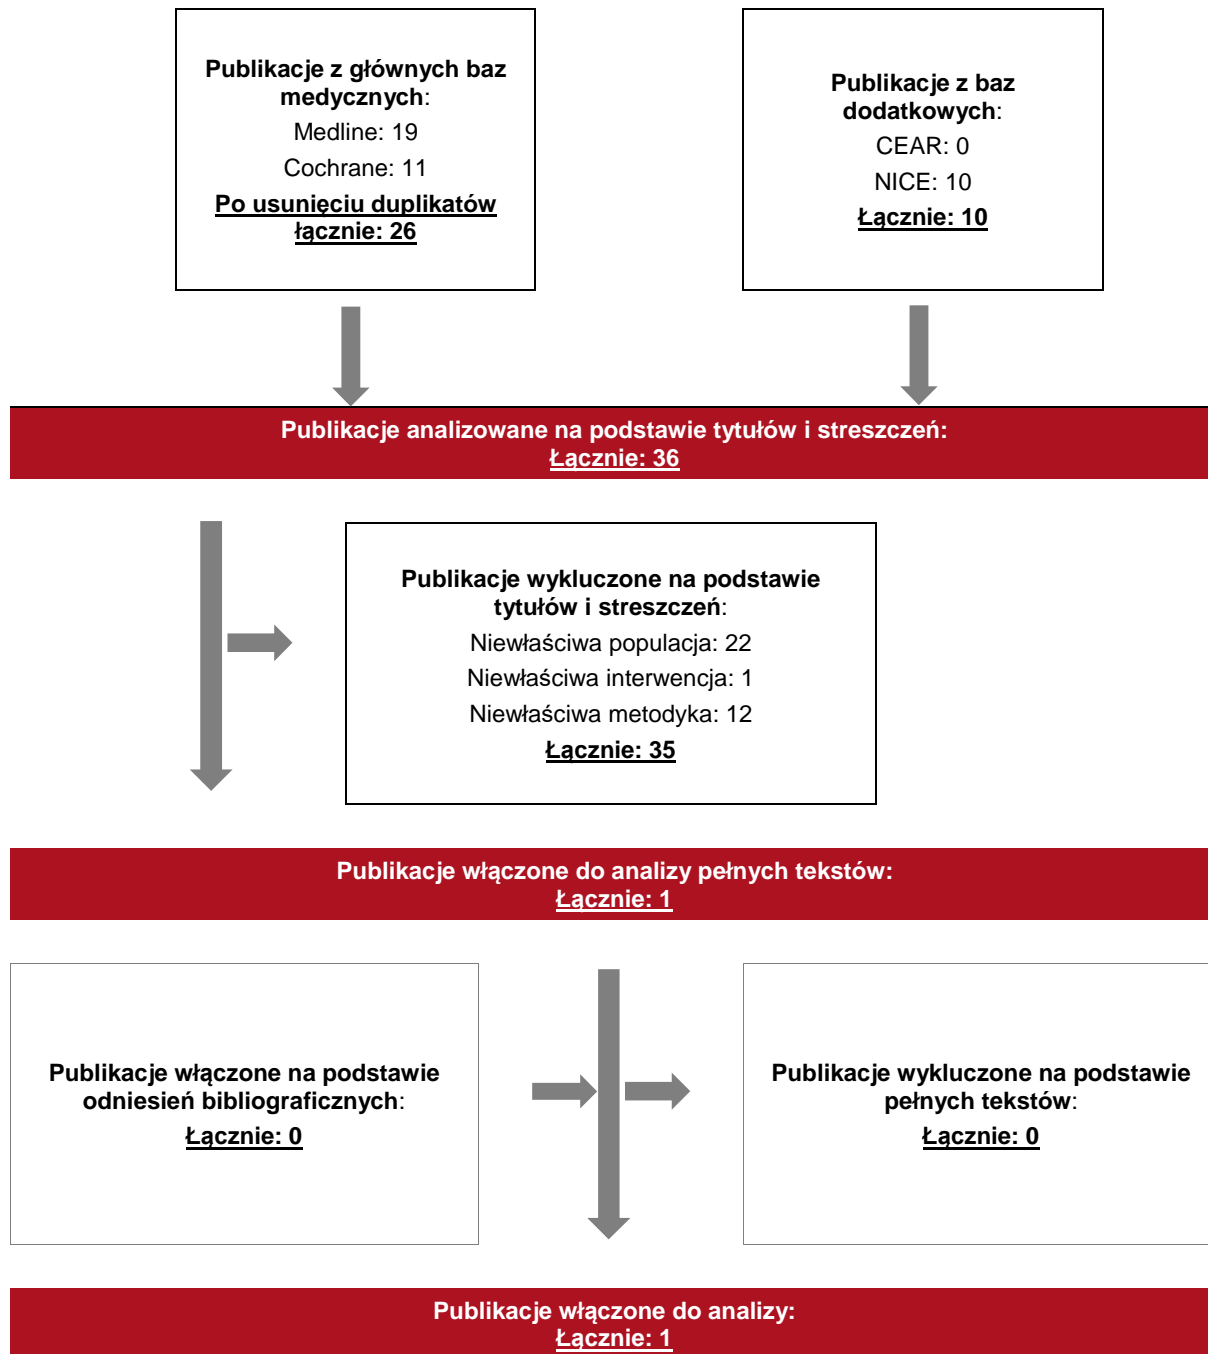 Publikacje z głównych baz
medycznych:
Medline: 19
Cochrane: 11
Po usunięciu duplikatów
łącznie: 26
Publikacje z baz
dodatkowych:
CEAR: 0
NICE: 10
Łącznie: 10
Publikacje analizowane na podstawie tytułów i streszczeń:
Łącznie: 36
Publikacje wykluczone na podstawie
tytułów i streszczeń:
Niewłaściwa populacja: 22
Niewłaściwa interwencja: 1
Niewłaściwa metodyka: 12
Łącznie: 35
Publikacje włączone do analizy pełnych tekstów:
Łącznie: 1
Publikacje włączone na podstawie
odniesień bibliograficznych:
Łącznie: 0
Publikacje wykluczone na podstawie
pełnych tekstów:
Łącznie: 0
Publikacje włączone do analizy:
Łącznie: 1